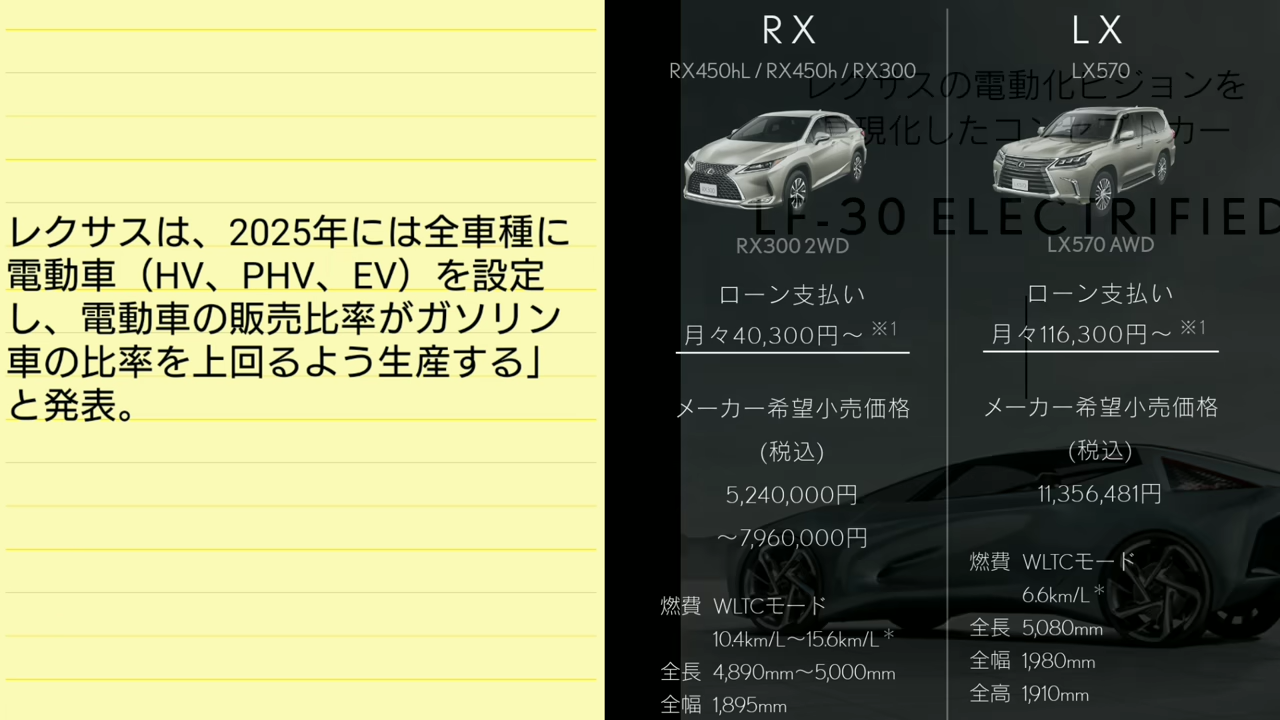 レクサスは、2025年には全車種に
電動車（HV、PHV、EV）を設定
し、電動車の販売比率がガソリン
車の比率を上回るよう生産する」
と発表。
RX
RX450hL / RX450h / RX300
RX300 2WD
ローン支払い
月々40,300円～ ※1
メーカー希望小売価格
(税込)
5,240,000円
～7,960,000円
燃費 WLTCモード
10.4km/L～15.6km/L＊
全長 4,890mm～5,000mm
全幅 1,895mm
LX
LX570
LX570 AWD
ローン支払い
月々116,300円～ ※1
メーカー希望小売価格
(税込)
11,356,481円
燃費 WLTCモード
6.6km/L＊
全長 5,080mm
全幅 1,980mm
全高 1,910mm
レクサスの電動化ビジョンを
具現化したコンセプトカー
LF-30 ELECTRIFIED